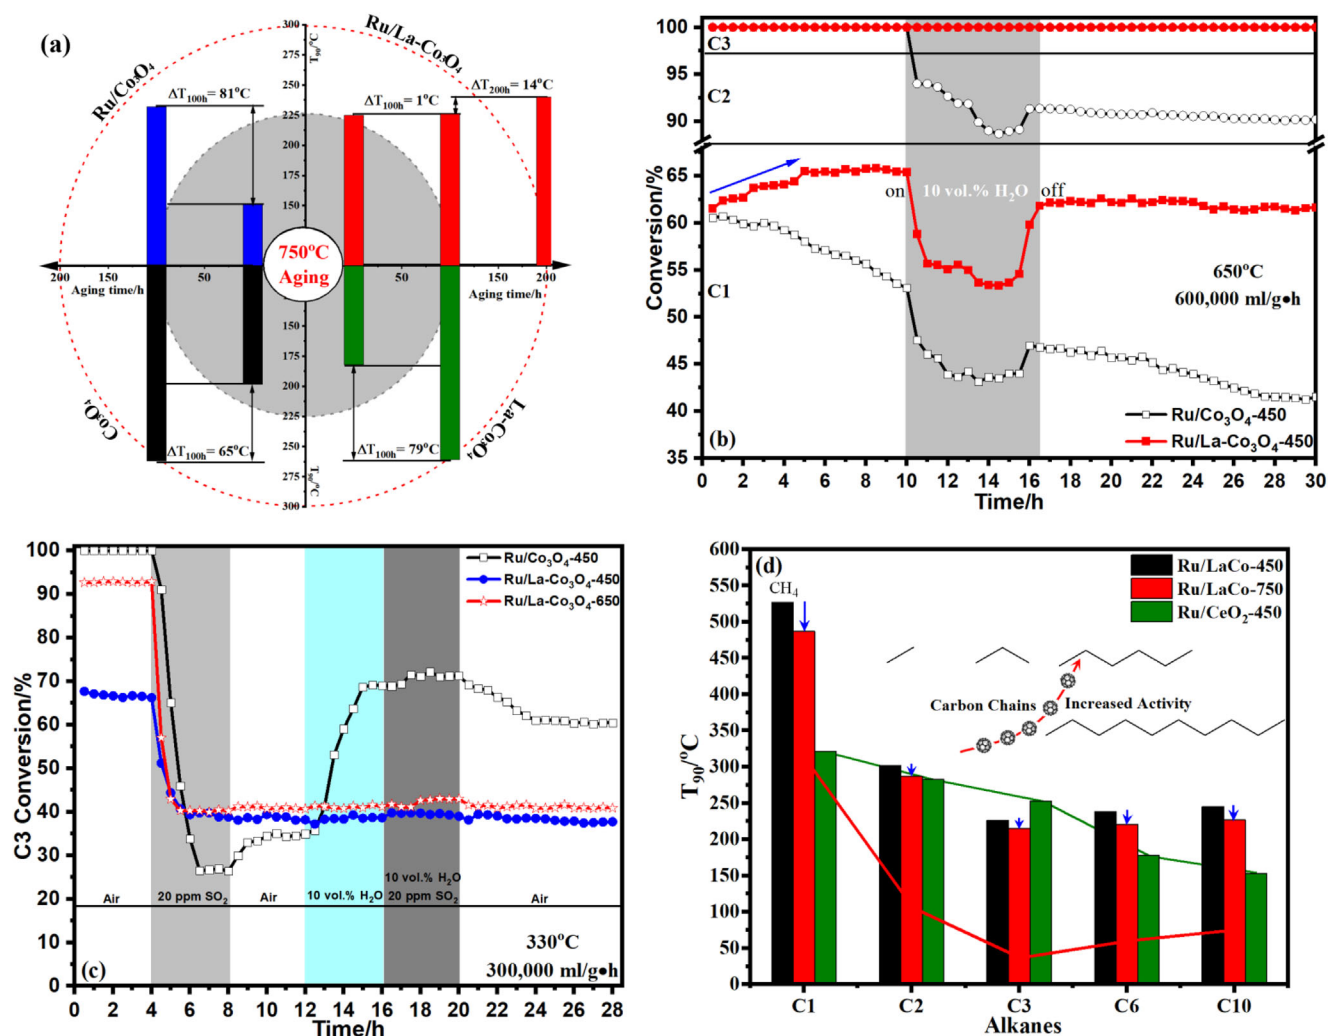 (a)
300
275
250
225
200
175
150
T₉₀/°C
Ru/Co₃O₄
Ru/La-Co₃O₄
ΔT₁₀₀ₕ= 81°C
ΔT₁₀₀ₕ= 1°C
ΔT₂₀₀ₕ= 14°C
750°C
Aging
200
150
50
50
150
200
Aging time/h
Aging time/h
150
175
200
225
250
275
300
T₉₀/°C
Co₃O₄
La-Co₃O₄
ΔT₁₀₀ₕ= 65°C
ΔT₁₀₀ₕ= 79°C
Conversion/%
100
95
90
65
60
55
50
45
40
35
C3
C2
C1
on
10 vol.% H₂O
off
650°C
600,000 ml/g•h
Ru/Co₃O₄-450
Ru/La-Co₃O₄-450
(b)
0 2 4 6 8 10 12 14 16 18 20 22 24 26 28 30
Time/h
C3 Conversion/%
100
90
80
70
60
50
40
30
20
10
0
Ru/Co₃O₄-450
Ru/La-Co₃O₄-450
Ru/La-Co₃O₄-650
Air
20 ppm SO₂
Air
10 vol.% H₂O
10 vol.% H₂O
20 ppm SO₂
Air
330°C
300,000 ml/g•h
(c)
0 2 4 6 8 10 12 14 16 18 20 22 24 26 28
Time/h
T₉₀/°C
600
550
500
450
400
350
300
250
200
150
100
50
0
(d)
CH₄
Ru/LaCo-450
Ru/LaCo-750
Ru/CeO₂-450
Carbon Chains
Increased Activity
C1 C2 C3 C6 C10
Alkanes